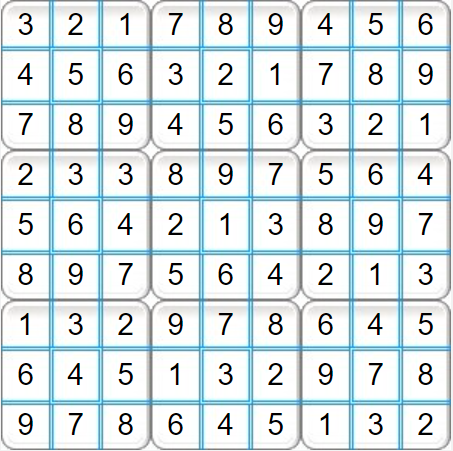 3 2 1 7 8 9 4 5 6
4 5 6 3 2 1 7 8 9
7 8 9 4 5 6 3 2 1
2 3 3 8 9 7 5 6 4
5 6 4 2 1 3 8 9 7
8 9 7 5 6 4 2 1 3
1 3 2 9 7 8 6 4 5
6 4 5 1 3 2 9 7 8
9 7 8 6 4 5 1 3 2